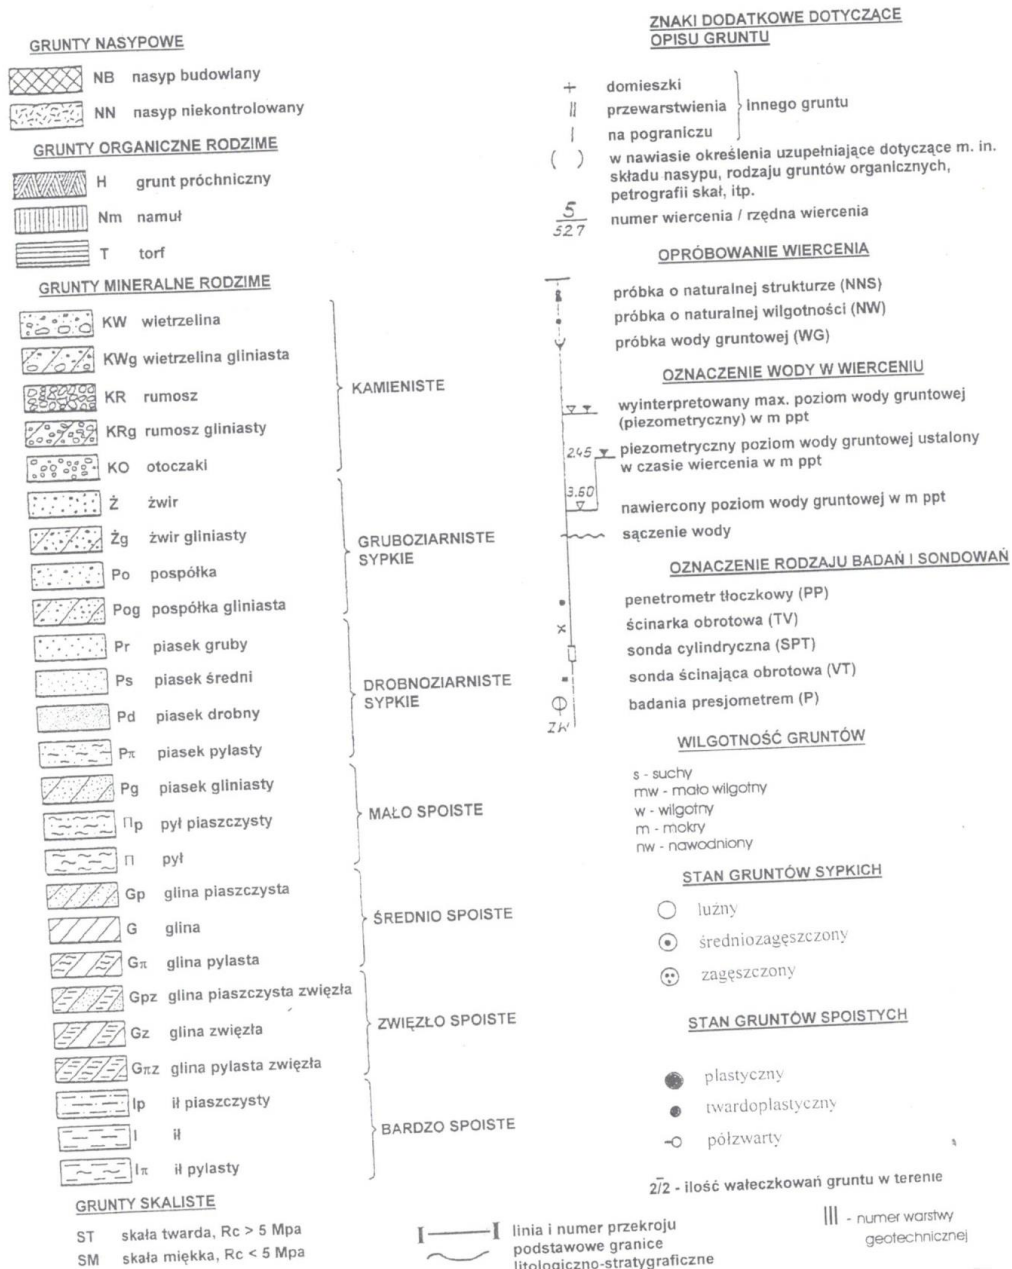 GRUNTY NASYPOWE
NB nasyp budowlany
NN nasyp niekontrolowany
GRUNTY ORGANICZNE RODZIME
H grunt próchniczny
Nm namuł
T torf
GRUNTY MINERALNE RODZIME
KW wietrzelina
KWg wietrzelina gliniasta
KR rumosz
KRg rumosz gliniasty
KO otoczaki
KAMIENISTE
Ż żwir
Żg żwir gliniasty
Po pospółka
Pog pospółka gliniasta
GRUBOZIARNISTE
SYPKIE
Pr piasek gruby
Ps piasek średni
Pd piasek drobny
Pπ piasek pylasty
DROBNOZIARNISTE
SYPKIE
Pg piasek gliniasty
Πp pył piaszczysty
Π pył
MAŁO SPOISTE
Gp glina piaszczysta
G glina
Gπ glina pylasta
ŚREDNIO SPOISTE
Gpz glina piaszczysta zwięzła
Gz glina zwięzła
Gπz glina pylasta zwięzła
ZWIĘZŁO SPOISTE
Ip ił piaszczysty
I ił
Iπ ił pylasty
BARDZO SPOISTE
GRUNTY SKALISTE
ST skała twarda, Rc > 5 Mpa
SM skała miękka, Rc < 5 Mpa
ZNAKI DODATKOWE DOTYCZĄCE
OPISU GRUNTU
+ domieszki
|| przewarstwienia
| na pograniczu
innego gruntu
( ) w nawiasie określenia uzupełniające dotyczące m. in.
składu nasypu, rodzaju gruntów organicznych,
petrografii skał, itp.
5
527
numer wiercenia / rzędna wiercenia
OPRÓBOWANIE WIERCENIA
próbka o naturalnej strukturze (NNS)
próbka o naturalnej wilgotności (NW)
próbka wody gruntowej (WG)
OZNACZENIE WODY W WIERCENIU
wyinterpretowany max. poziom wody gruntowej
(piezometryczny) w m ppt
2.45 piezometryczny poziom wody gruntowej ustalony
w czasie wiercenia w m ppt
3.60
nawiercony poziom wody gruntowej w m ppt
sączenie wody
OZNACZENIE RODZAJU BADAŃ I SONDOWAŃ
penetrometr tłoczkowy (PP)
ścinarka obrotowa (TV)
sonda cylindryczna (SPT)
sonda ścinająca obrotowa (VT)
badania presjometrem (P)
ZW
WILGOTNOŚĆ GRUNTÓW
s - suchy
mw - mało wilgotny
w - wilgotny
m - mokry
nw - nawodniony
STAN GRUNTÓW SYPKICH
luźny
średniozagęszczony
zagęszczony
STAN GRUNTÓW SPOISTYCH
plastyczny
twardoplastyczny
półzwarty
2/2 - ilość wałeczkowań gruntu w terenie
I I linia i numer przekroju
podstawowe granice
litologiczno-stratygraficzne
III - numer warstwy
geotechnicznej